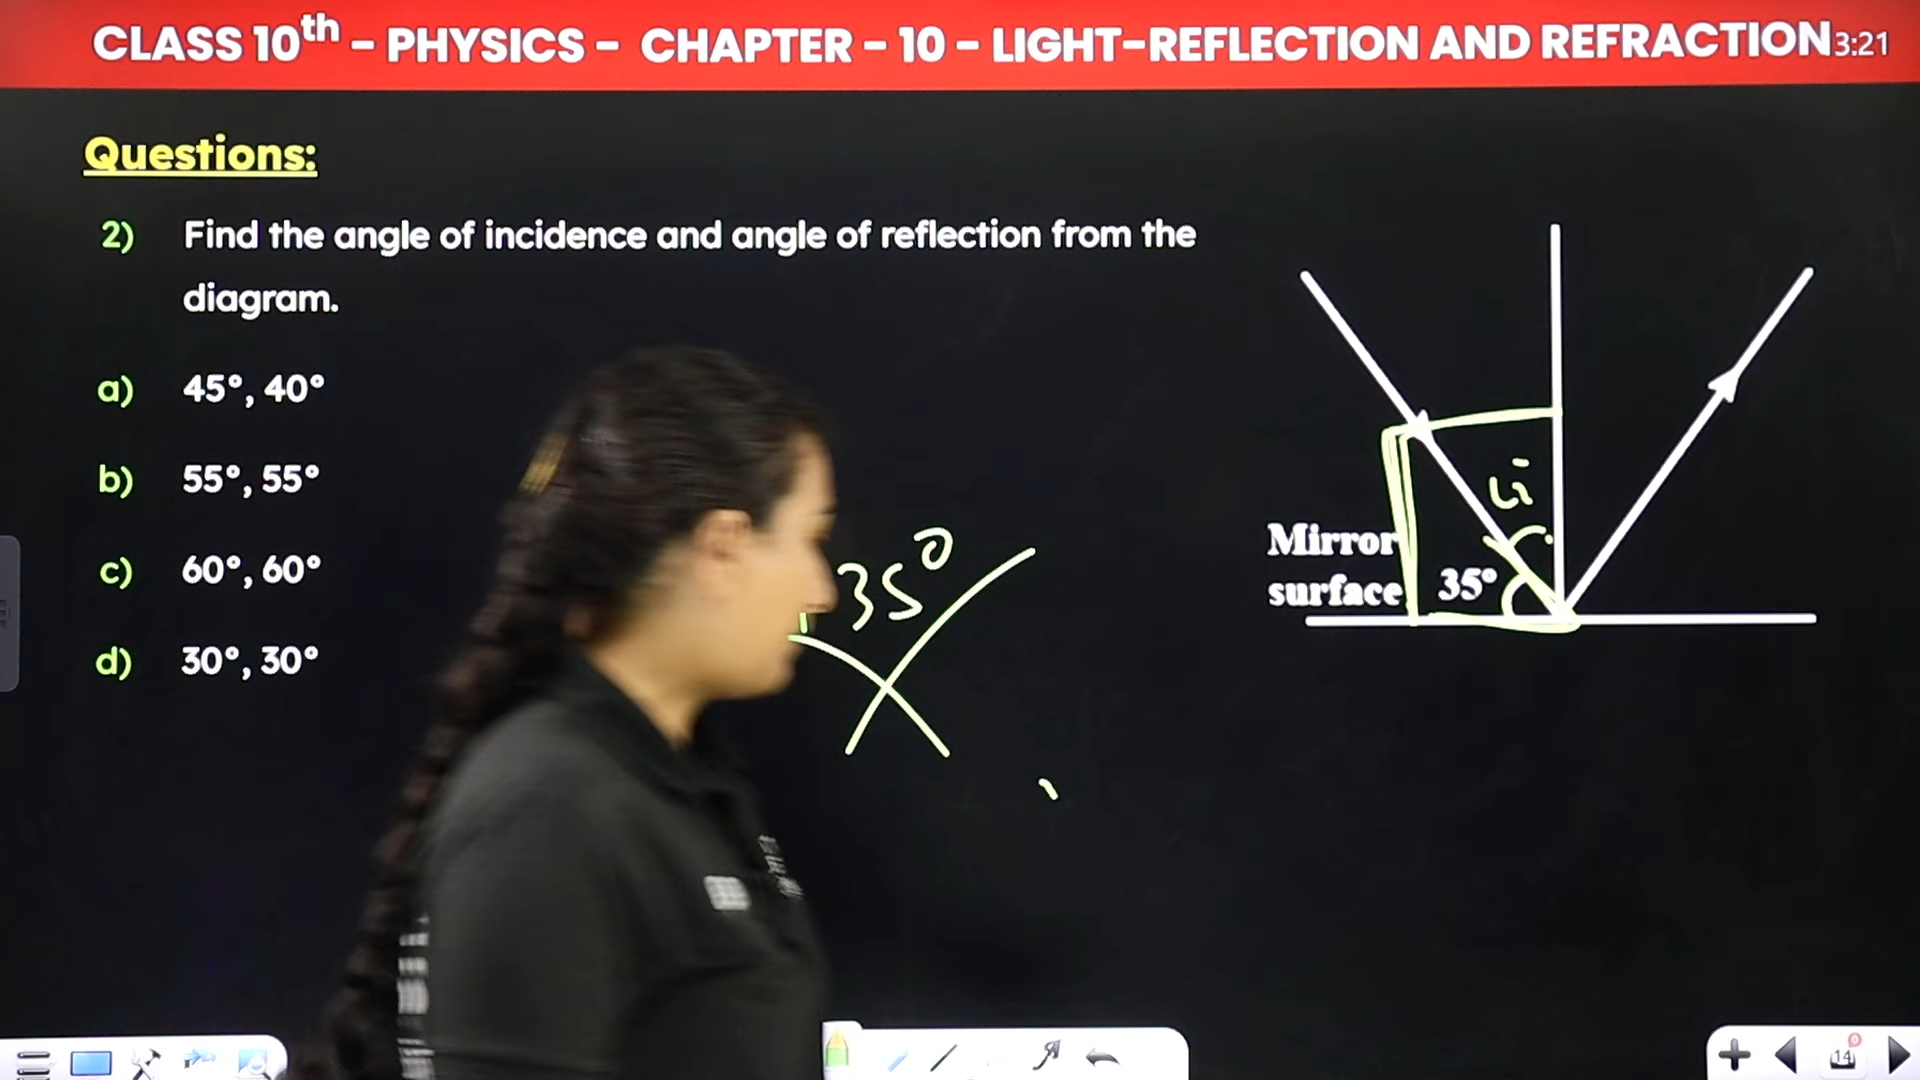 CLASS 10th - PHYSICS - CHAPTER - 10 - LIGHT-REFLECTION AND REFRACTION
3:21
Questions:
2) Find the angle of incidence and angle of reflection from the
diagram.
a) 45°, 40°
b) 55°, 55°
c) 60°, 60°
d) 30°, 30°
35°
Mirror
surface
35°
14